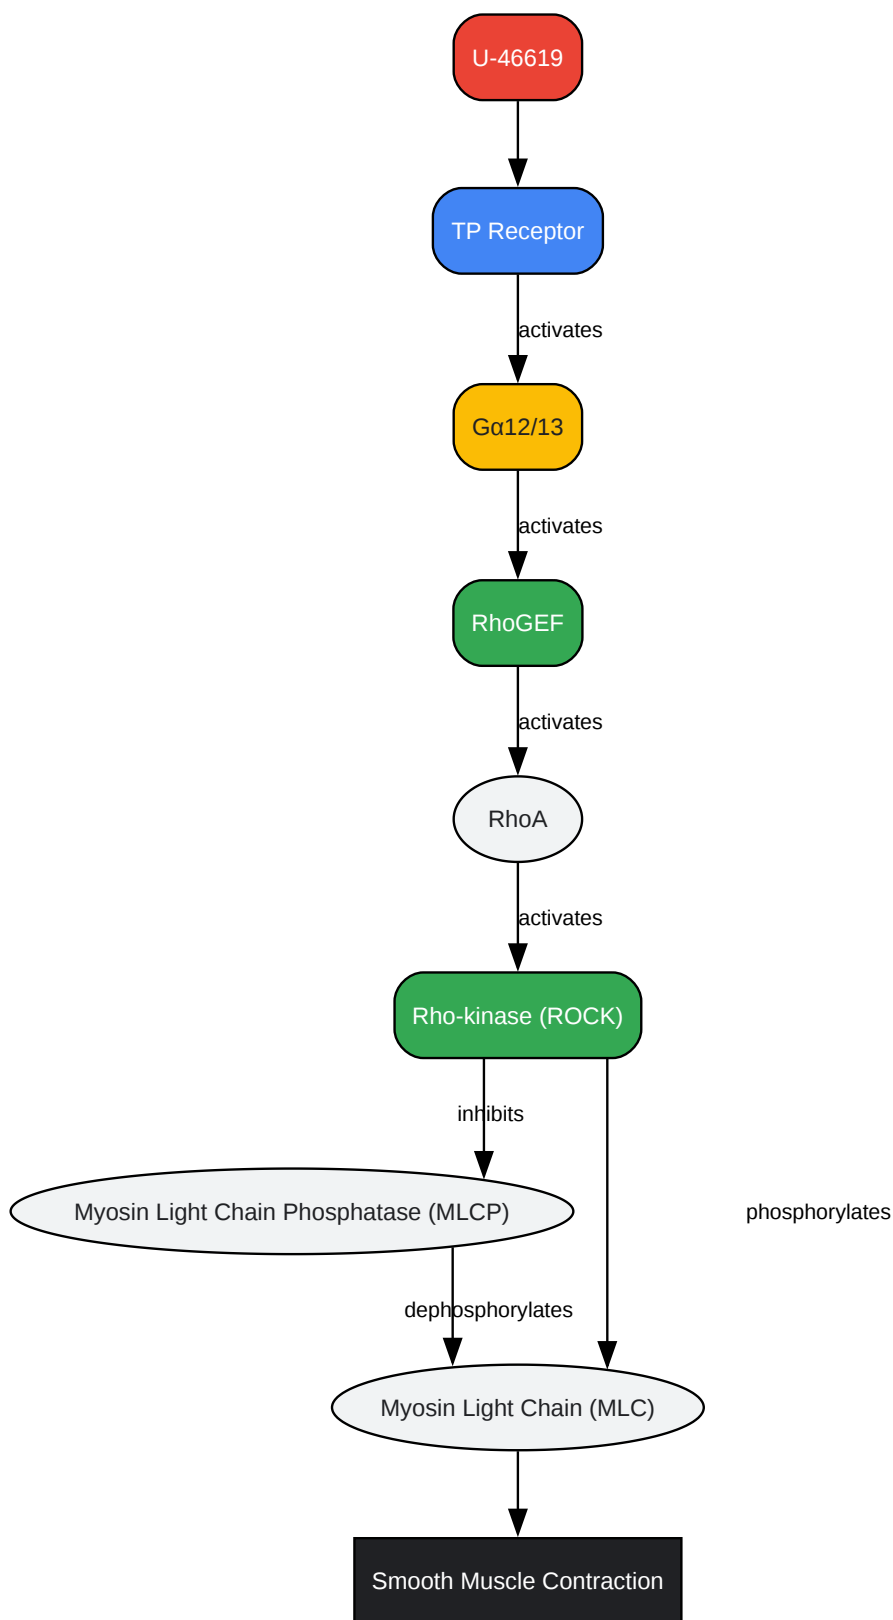 U-46619
TP Receptor
activates
Gα12/13
activates
RhoGEF
activates
RhoA
activates
Rho-kinase (ROCK)
inhibits
Myosin Light Chain Phosphatase (MLCP)
phosphorylates
dephosphorylates
Myosin Light Chain (MLC)
Smooth Muscle Contraction